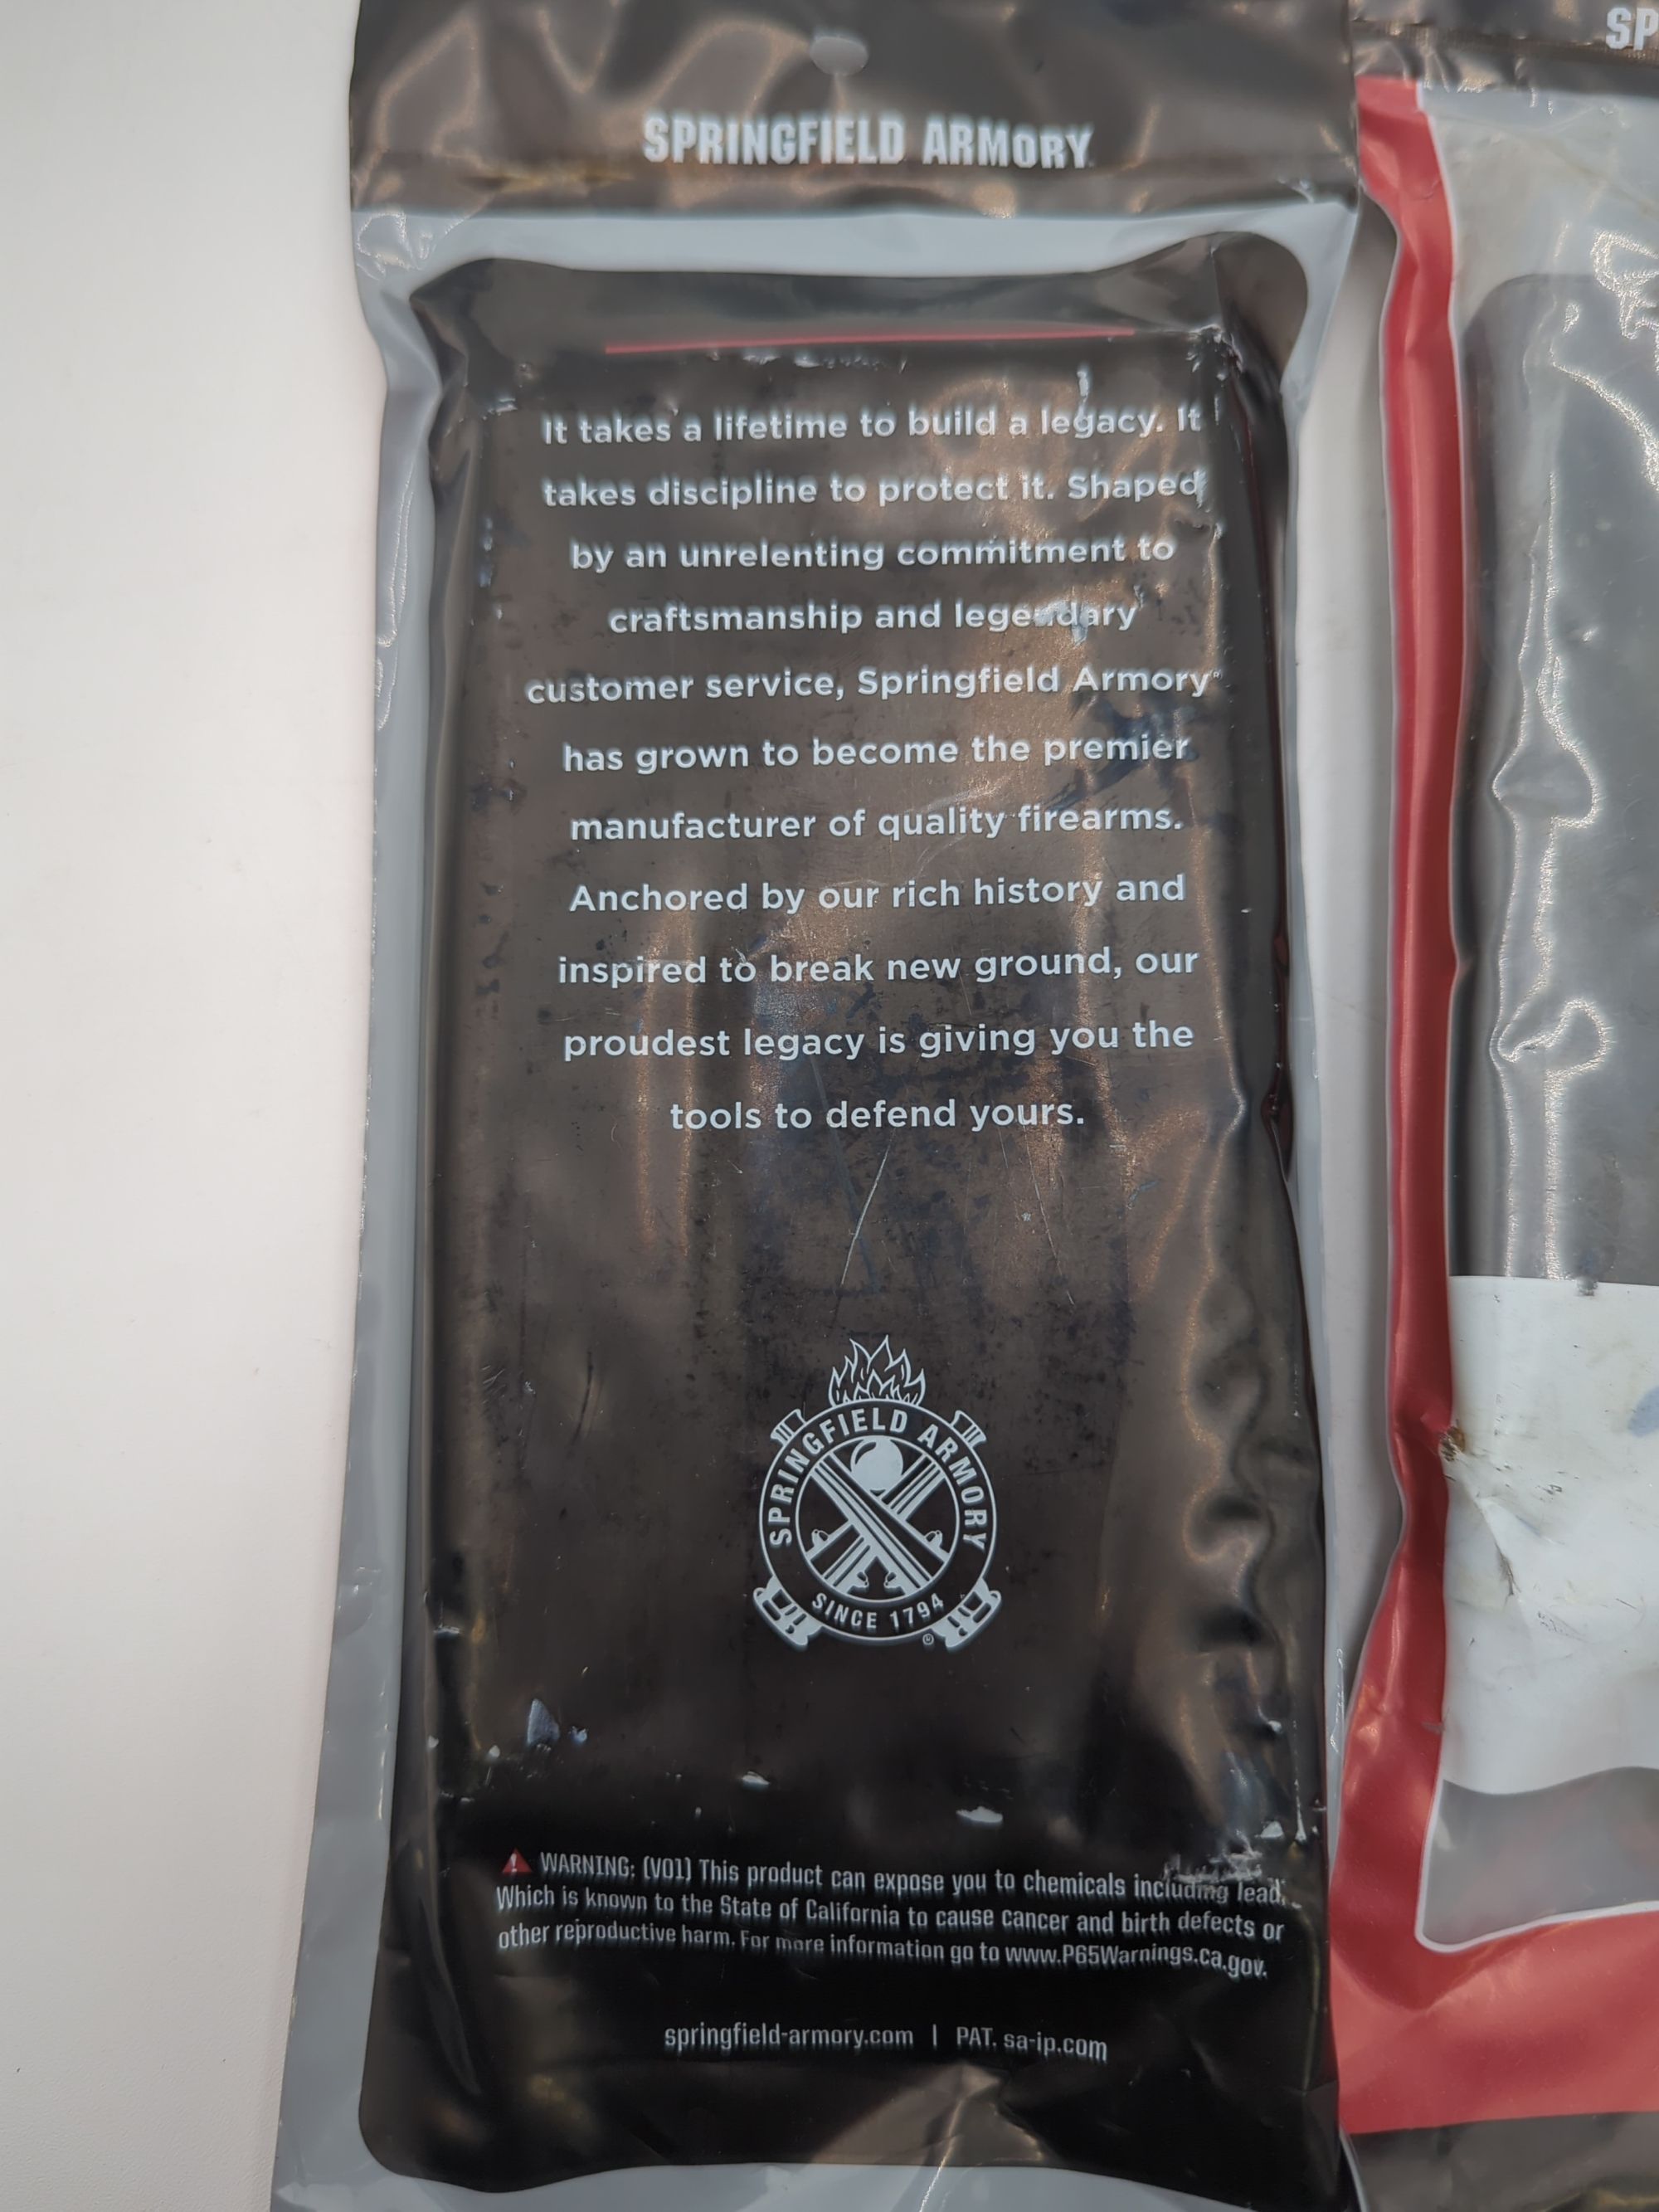 SPRINGFIELD ARMORY
It takes a lifetime to build a legacy. It
takes discipline to protect it. Shaped
by an unrelenting commitment to
craftsmanship and legendary
customer service, Springfield Armory®
has grown to become the premier
manufacturer of quality firearms.
Anchored by our rich history and
inspired to break new ground, our
proudest legacy is giving you the
tools to defend yours.
SPRINGFIELD ARMORY
SINCE 1794
©
WARNING: (V01) This product can expose you to chemicals including lead,
Which is known to the State of California to cause cancer and birth defects or
other reproductive harm. For more information go to www.P65Warnings.ca.gov.
springfield-armory.com | PAT. sa-ip.com
SP